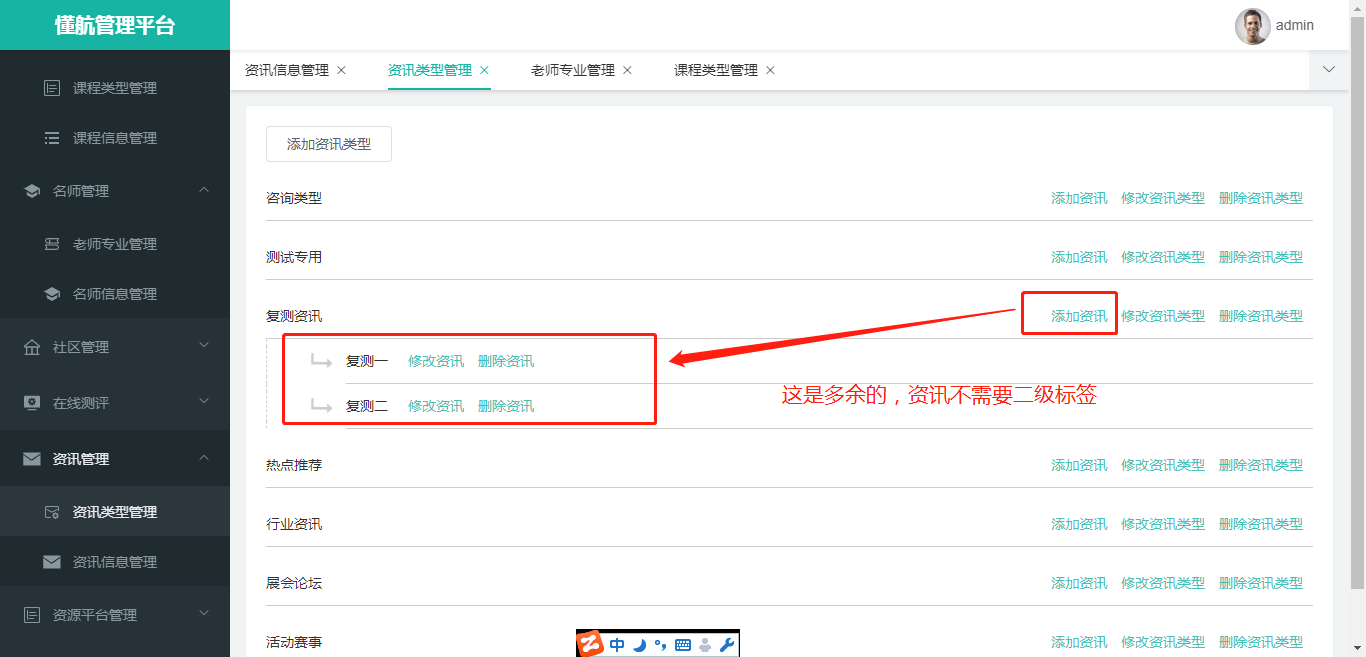 懂航管理平台
admin
资讯信息管理 资讯类型管理 老师专业管理 课程类型管理
课程类型管理
课程信息管理
名师管理
老师专业管理
名师信息管理
社区管理
在线测评
资讯管理
资讯类型管理
资讯信息管理
资源平台管理
添加资讯类型
咨询类型 添加资讯 修改资讯类型 删除资讯类型
测试专用 添加资讯 修改资讯类型 删除资讯类型
复测资讯 添加资讯 修改资讯类型 删除资讯类型
复测一 修改资讯 删除资讯
这是多余的，资讯不需要二级标签
复测二 修改资讯 删除资讯
热点推荐 添加资讯 修改资讯类型 删除资讯类型
行业资讯 添加资讯 修改资讯类型 删除资讯类型
展会论坛 添加资讯 修改资讯类型 删除资讯类型
活动赛事 添加资讯 修改资讯类型 删除资讯类型
中